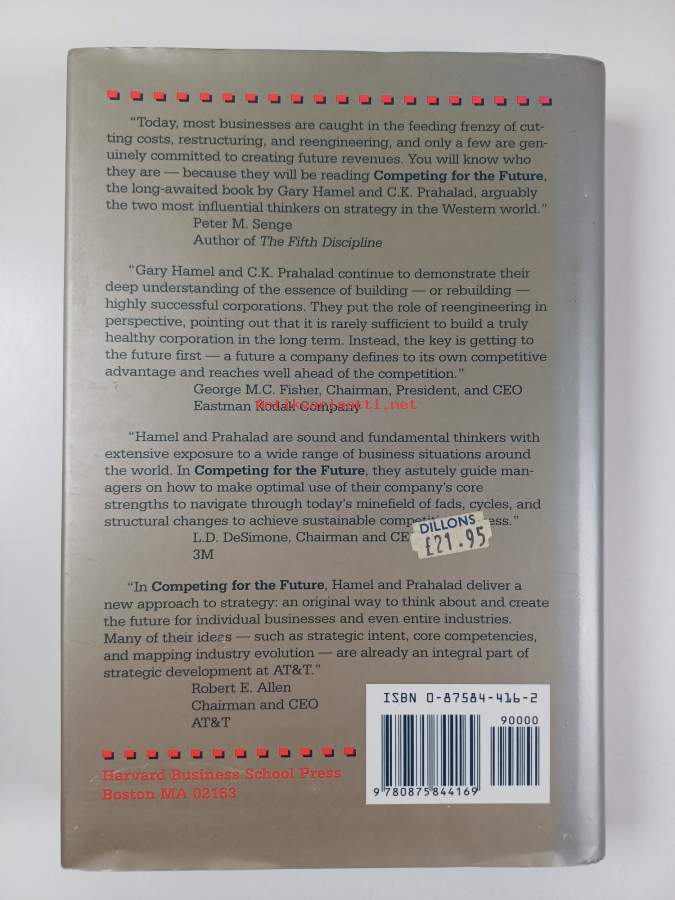 “Today, most businesses are caught in the feeding frenzy of cut-
ting costs, restructuring, and reengineering, and only a few are gen-
uinely committed to creating future revenues. You will know who
they are — because they will be reading Competing for the Future,
the long-awaited book by Gary Hamel and C.K. Prahalad, arguably
the two most influential thinkers on strategy in the Western world.”
Peter M. Senge
Author of The Fifth Discipline
“Gary Hamel and C.K. Prahalad continue to demonstrate their
deep understanding of the essence of building — or rebuilding —
highly successful corporations. They put the role of reengineering in
perspective, pointing out that it is rarely sufficient to build a truly
healthy corporation in the long term. Instead, the key is getting to
the future first — a future a company defines to its own competitive
advantage and reaches well ahead of the competition.”
George M.C. Fisher, Chairman, President, and CEO
Eastman Kodak Company
Antikvariaatti.net
“Hamel and Prahalad are sound and fundamental thinkers with
extensive exposure to a wide range of business situations around
the world. In Competing for the Future, they astutely guide man-
agers on how to make optimal use of their company’s core
strengths to navigate through today’s minefield of fads, cycles, and
structural changes to achieve sustainable
L.D. DeSimone, Chairman and
3M
DILLONS
£21.95
“In Competing for the Future, Hamel and Prahalad deliver a
new approach to strategy: an original way to think about and create
the future for individual businesses and even entire industries.
Many of their ideas — such as strategic intent, core competencies,
and mapping industry evolution — are already an integral part of
strategic development at AT&T.”
Robert E. Allen
Chairman and CEO
AT&T
Harvard Business School Press
Boston MA 02163
ISBN 0-87584-416-2
90000
9 780875 844169